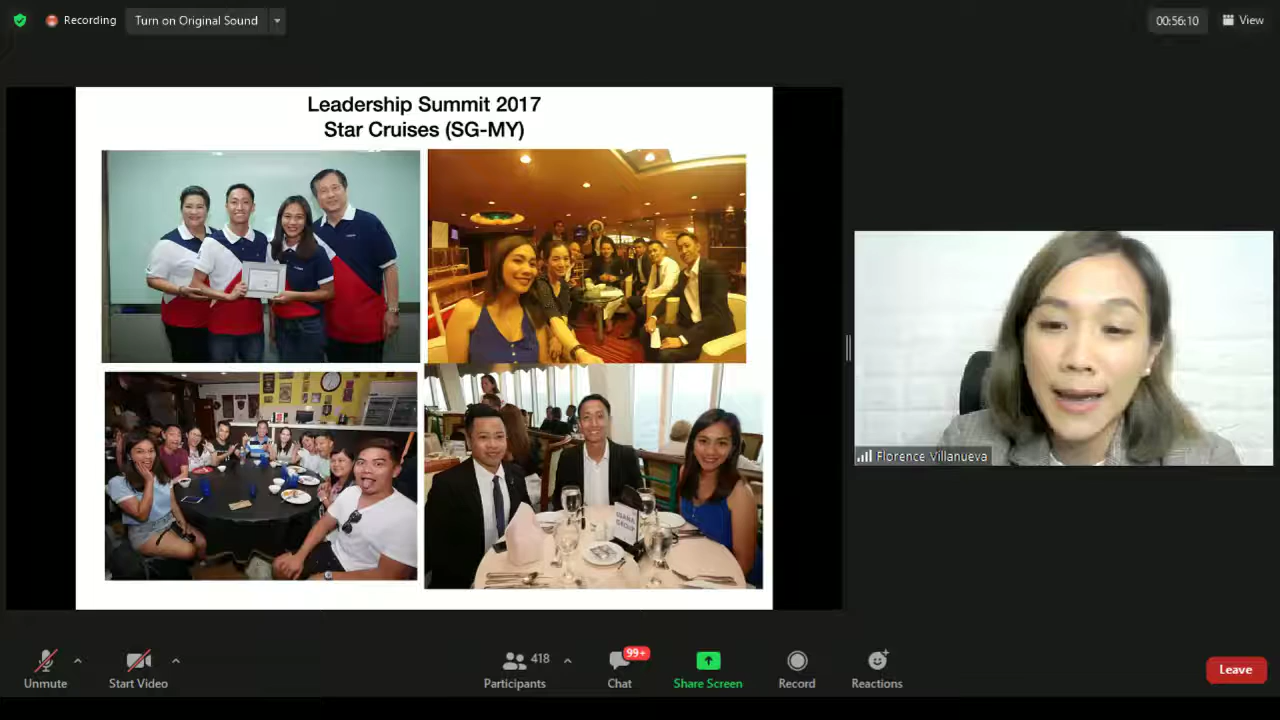 Recording
Turn on Original Sound
00:56:10
View
Leadership Summit 2017
Star Cruises (SG-MY)
GROUP
Florence Villanueva
Unmute
Start Video
418
Participants
99+
Chat
Share Screen
Record
Reactions
Leave